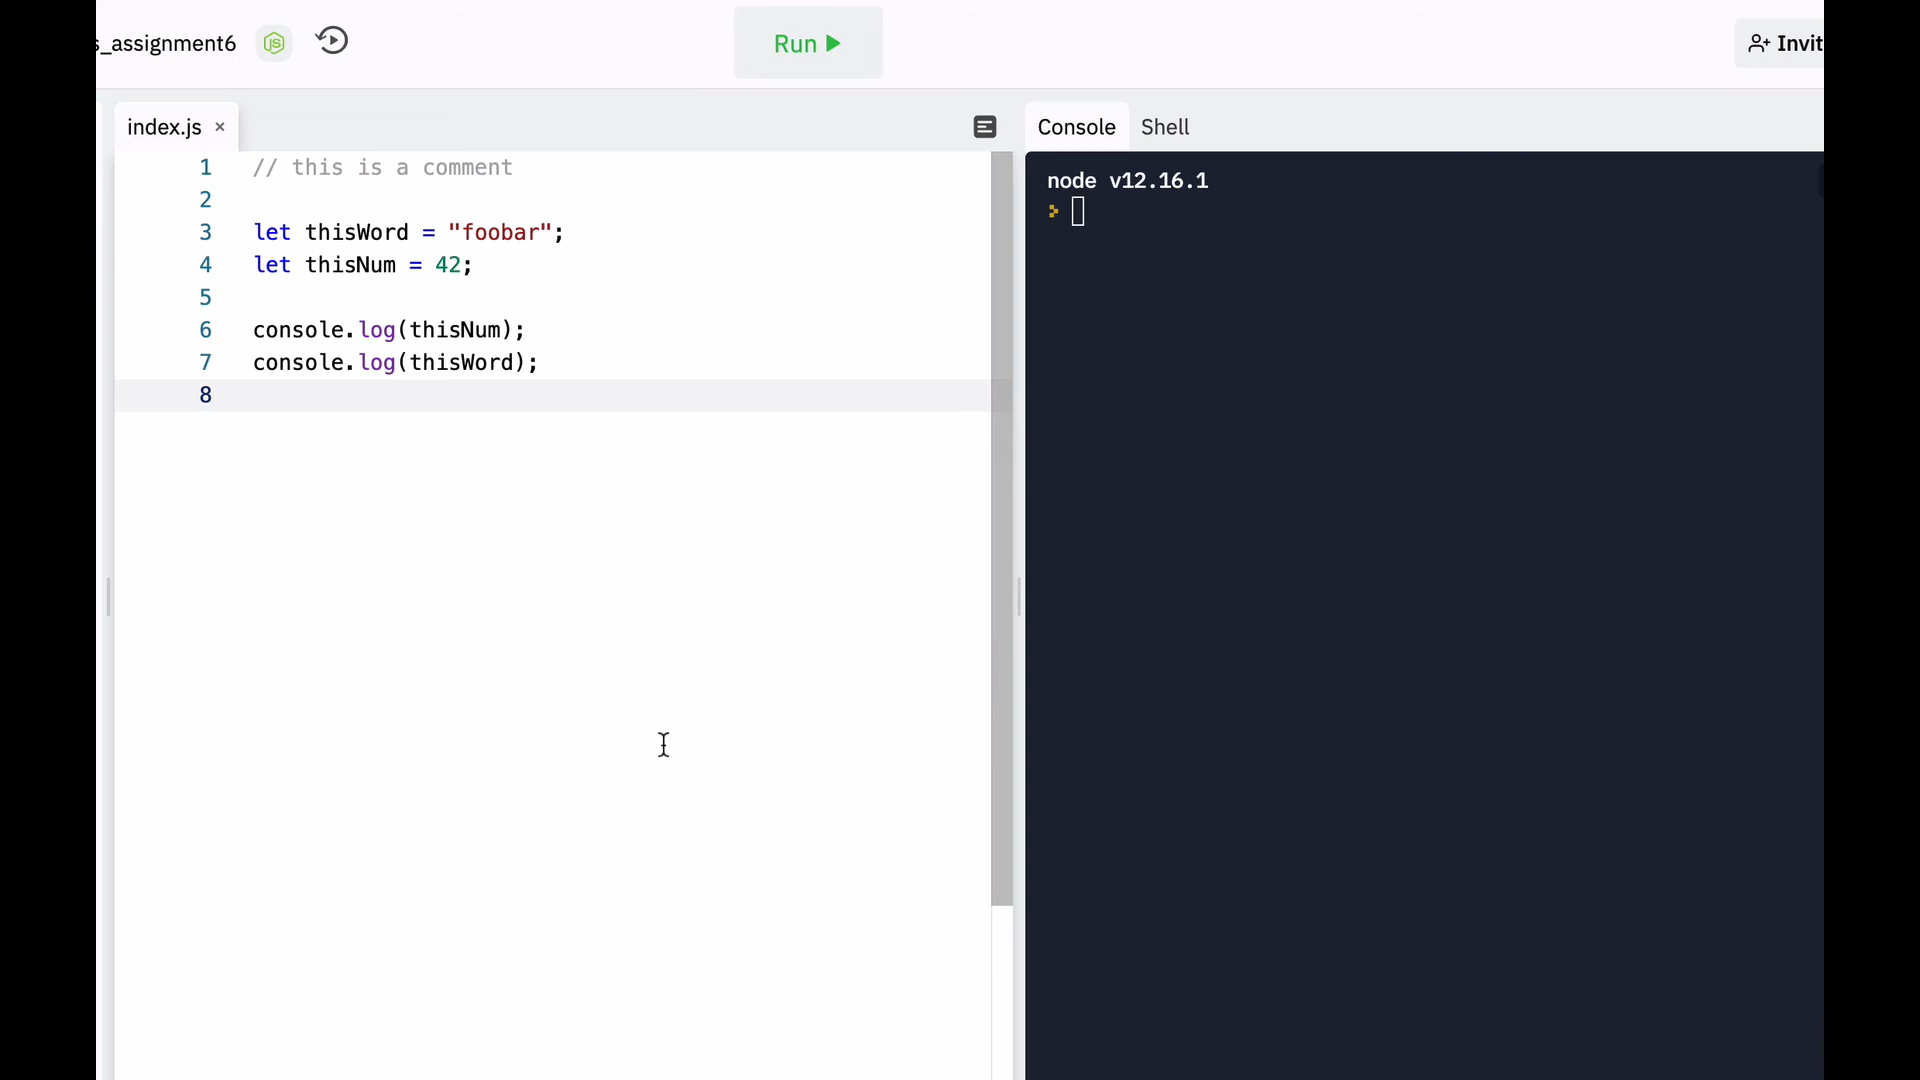 s_assignment6
Run
Invit
index.js
Console
Shell
1 // this is a comment
2
3 let thisWord = "foobar";
4 let thisNum = 42;
5
6 console.log(thisNum);
7 console.log(thisWord);
8
node v12.16.1